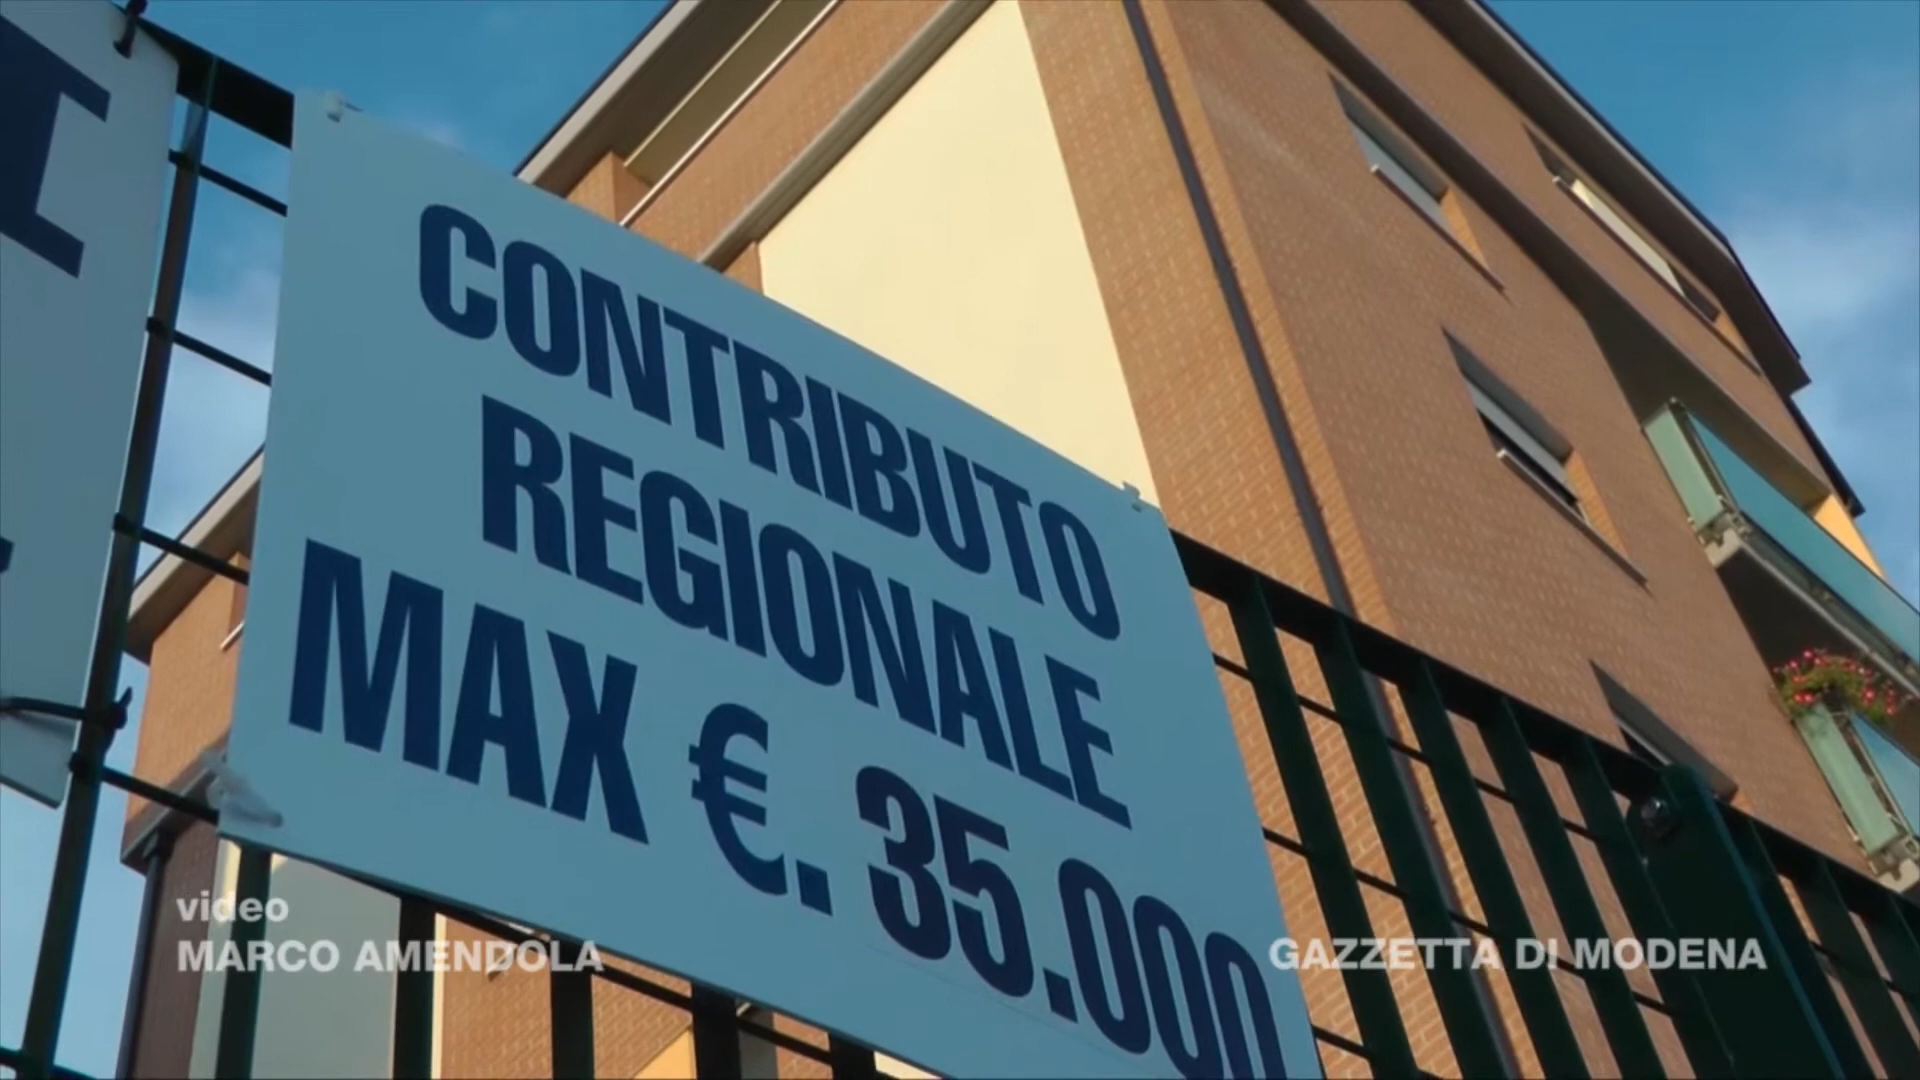 CONTRIBUTO
REGIONALE
MAX €. 35.000
video
MARCO AMENDOLA
GAZZETTA DI MODENA